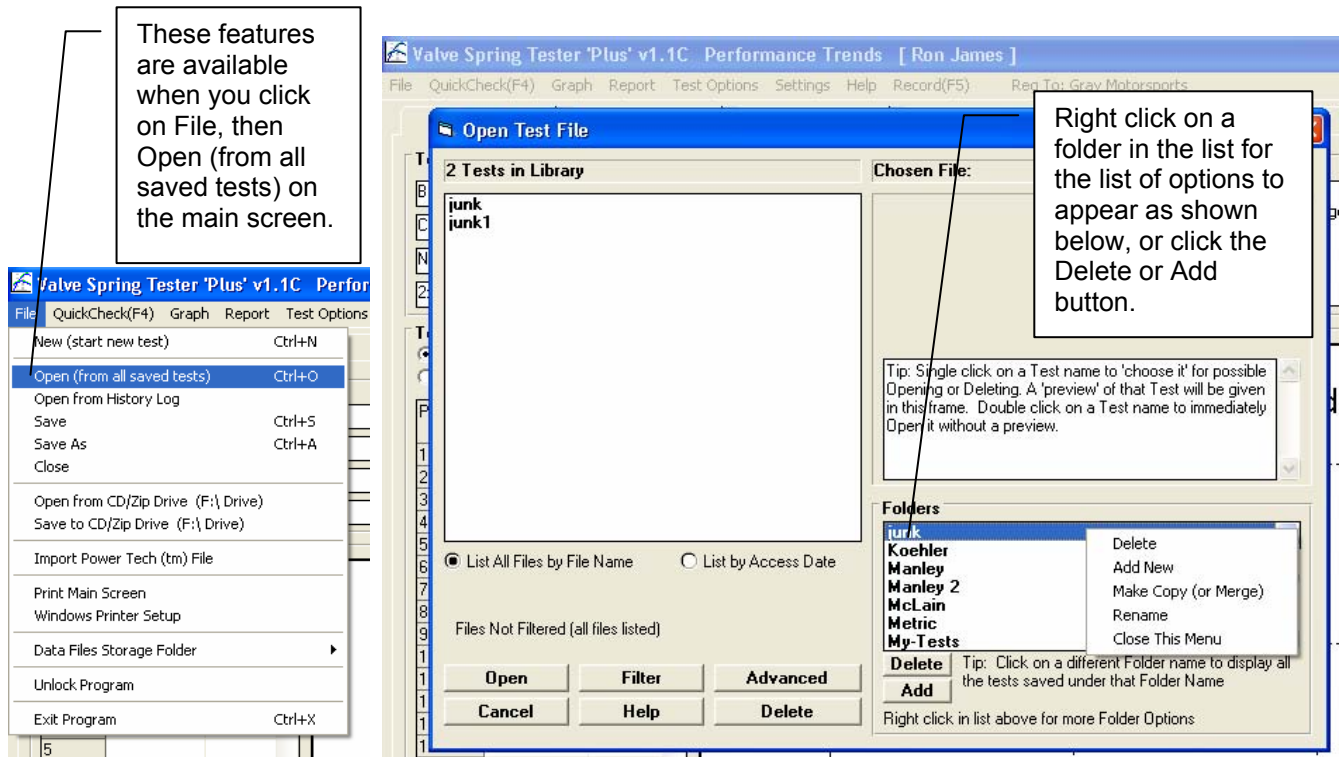 These features
are available
when you click
on File, then
Open (from all
saved tests) on
the main screen.
Valve Spring Tester 'Plus' v1.1C Perfor
File QuickCheck(F4) Graph Report Test Options
New (start new test) Ctrl+N
Open (from all saved tests) Ctrl+O
Open from History Log
Save Ctrl+S
Save As Ctrl+A
Close
Open from CD/Zip Drive (F:\ Drive)
Save to CD/Zip Drive (F:\ Drive)
Import Power Tech (tm) File
Print Main Screen
Windows Printer Setup
Data Files Storage Folder
Unlock Program
Exit Program Ctrl+X
5
Valve Spring Tester 'Plus' v1.1C Performance Trends [ Ron James ]
File QuickCheck(F4) Graph Report Test Options Settings Help Record(F5) Reg To: Gray Motorsports
Right click on a
folder in the list for
the list of options to
appear as shown
below, or click the
Delete or Add
button.
Open Test File
2 Tests in Library
junk
junk1
List All Files by File Name List by Access Date
Files Not Filtered (all files listed)
Open Filter Advanced
Cancel Help Delete
Chosen File:
Tip: Single click on a Test name to 'choose it' for possible
Opening or Deleting. A 'preview' of that Test will be given
in this frame. Double click on a Test name to immediately
Open it without a preview.
Folders
junk
Koehler
Manley
Manley 2
McLain
Metric
My-Tests
Delete
Add New
Make Copy (or Merge)
Rename
Close This Menu
Delete Tip: Click on a different Folder name to display all
Add the tests saved under that Folder Name
Right click in list above for more Folder Options